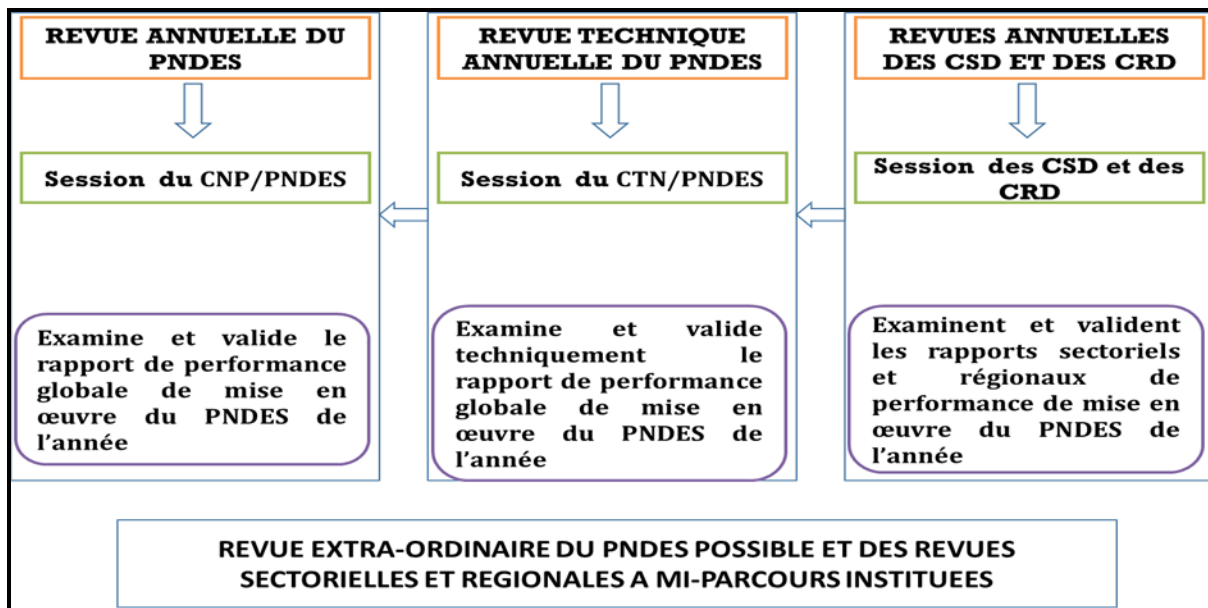 REVUE ANNUELLE DU
PNDES
Session du CNP/PNDES
Examine et valide le
rapport de performance
globale de mise en
œuvre du PNDES de
l’année
REVUE TECHNIQUE
ANNUELLE DU PNDES
Session du CTN/PNDES
Examine et valide
techniquement le
rapport de performance
globale de mise en
œuvre du PNDES de
l’année
REVUES ANNUELLES
DES CSD ET DES CRD
Session des CSD et des
CRD
Examinent et valident
les rapports sectoriels
et régionaux de
performance de mise en
œuvre du PNDES de
l’année
REVUE EXTRA-ORDINAIRE DU PNDES POSSIBLE ET DES REVUES
SECTORIELLES ET REGIONALES A MI-PARCOURS INSTITUEES